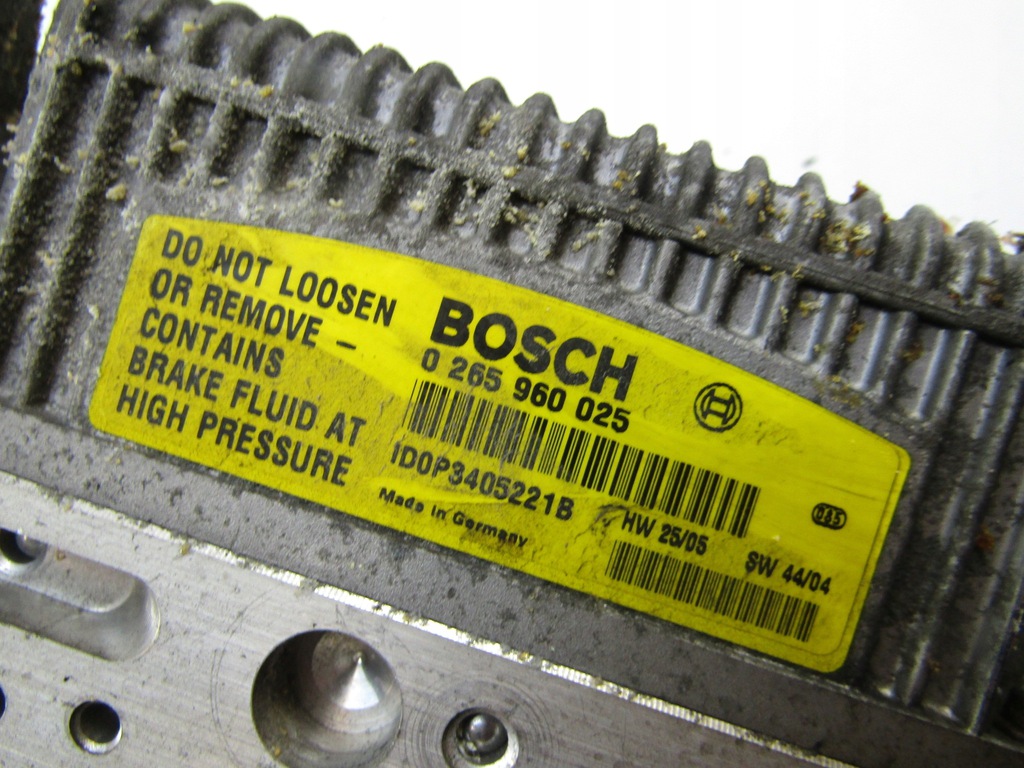 DO NOT LOOSEN
OR REMOVE –
CONTAINS
BRAKE FLUID AT
HIGH PRESSURE
BOSCH
0 265 960 025
1D0P3405221B
Made in Germany
HW 25/05
SW 44/04